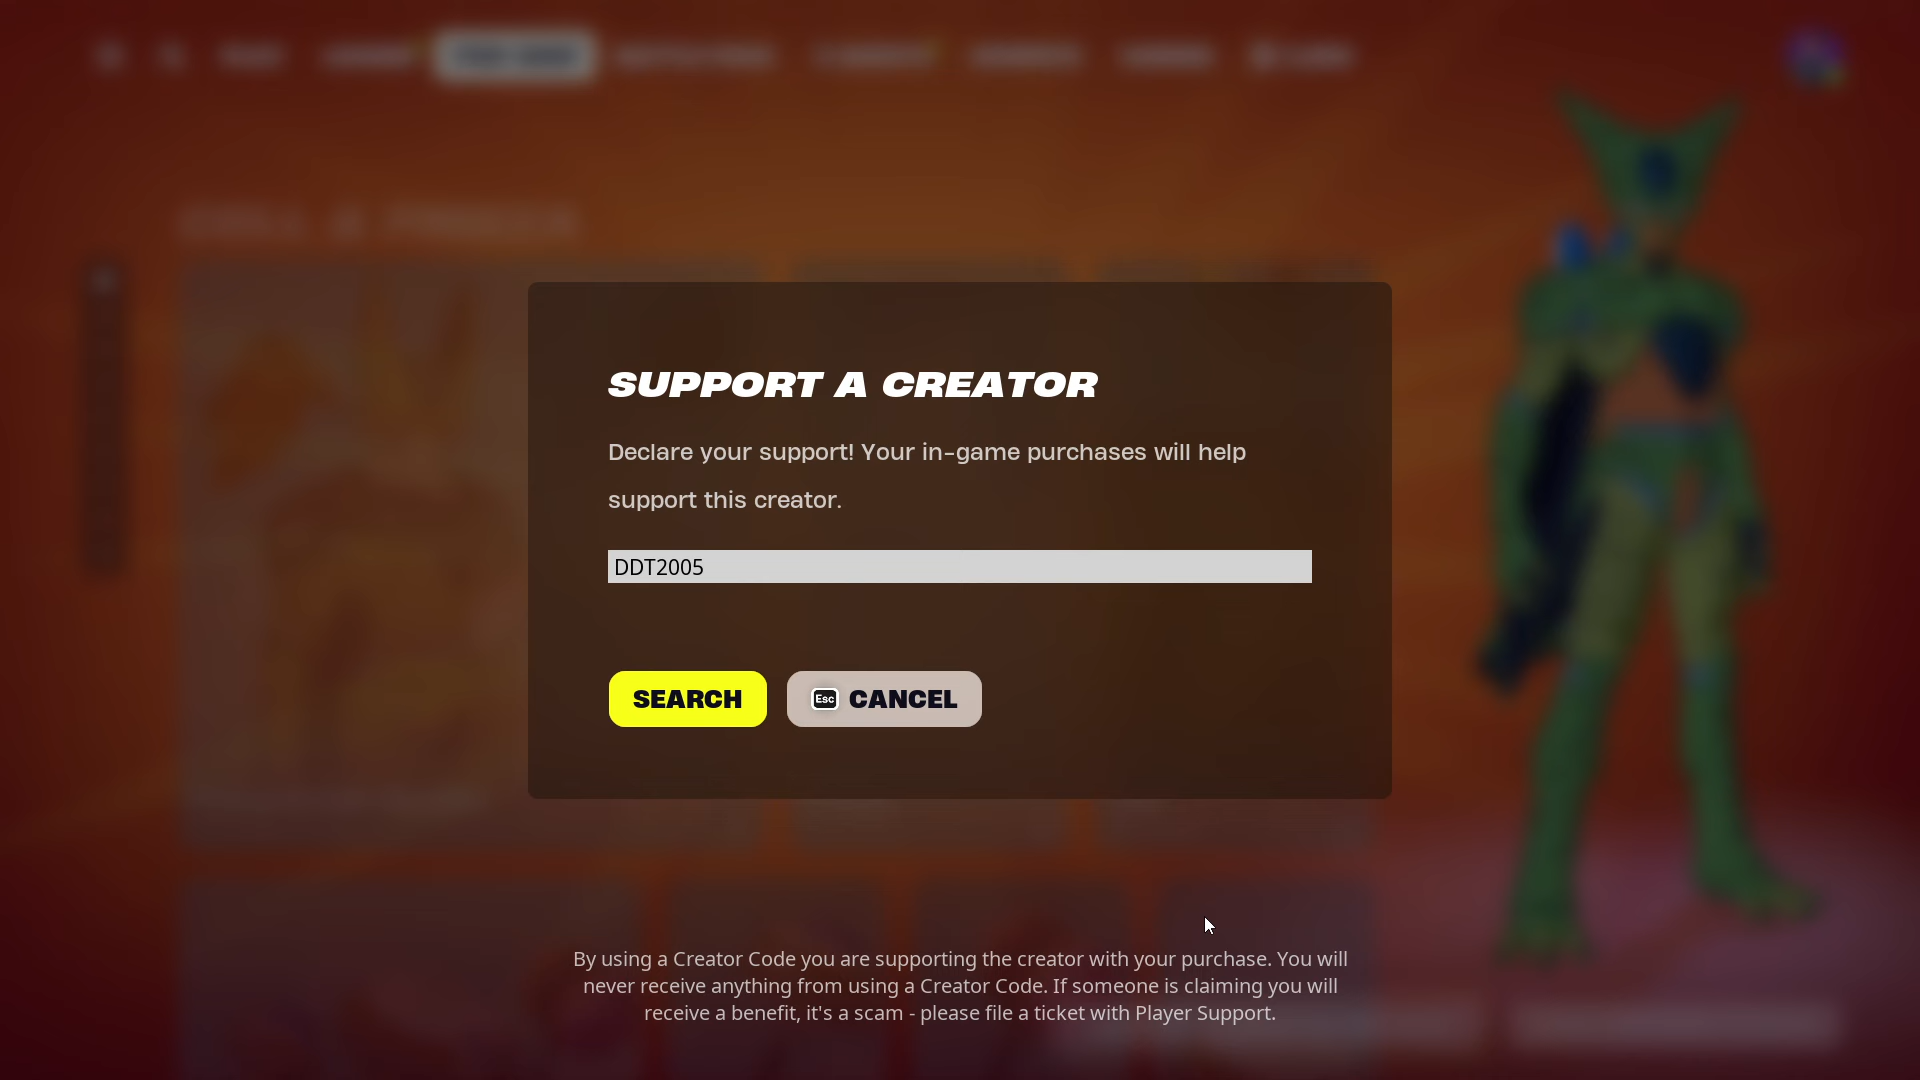 SUPPORT A CREATOR
Declare your support! Your in-game purchases will help
support this creator.
DDT2005
SEARCH
Esc CANCEL
By using a Creator Code you are supporting the creator with your purchase. You will
never receive anything from using a Creator Code. If someone is claiming you will
receive a benefit, it's a scam - please file a ticket with Player Support.